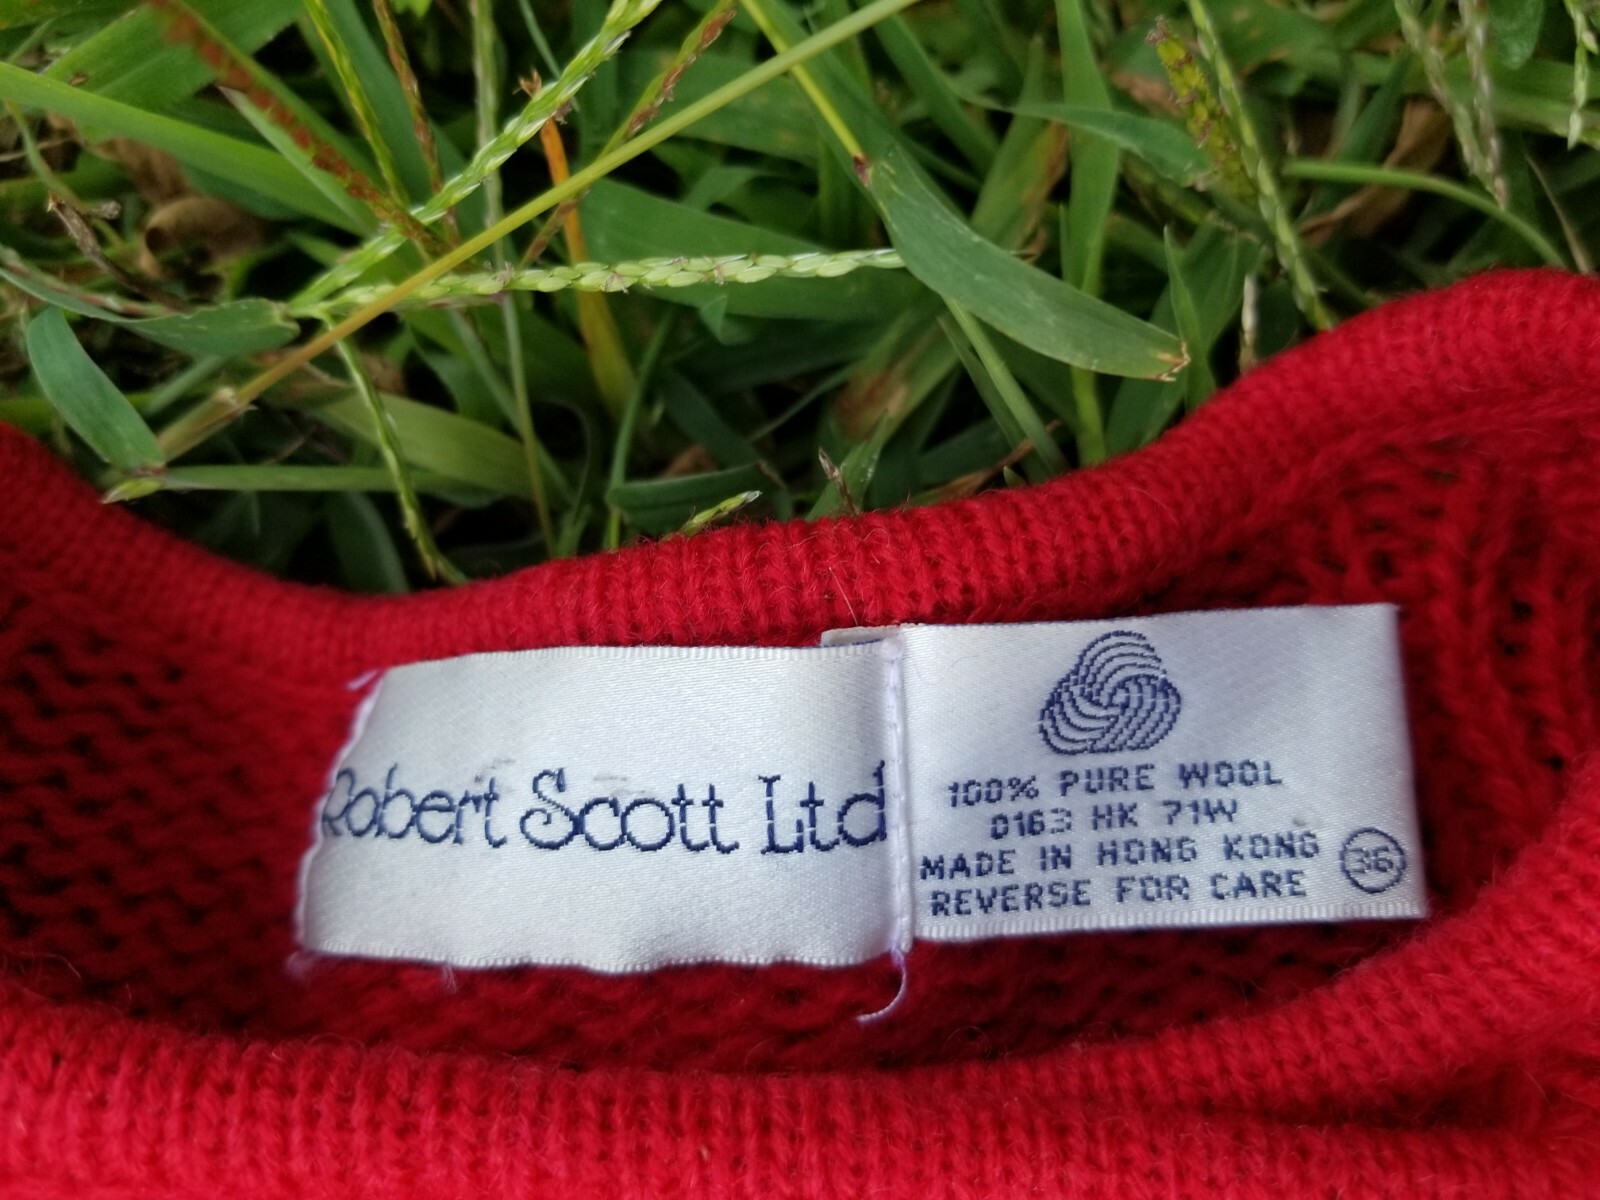 Robert Scott Ltd
100% PURE WOOL
0163 HK 71W
MADE IN HONG KONG
REVERSE FOR CARE
36